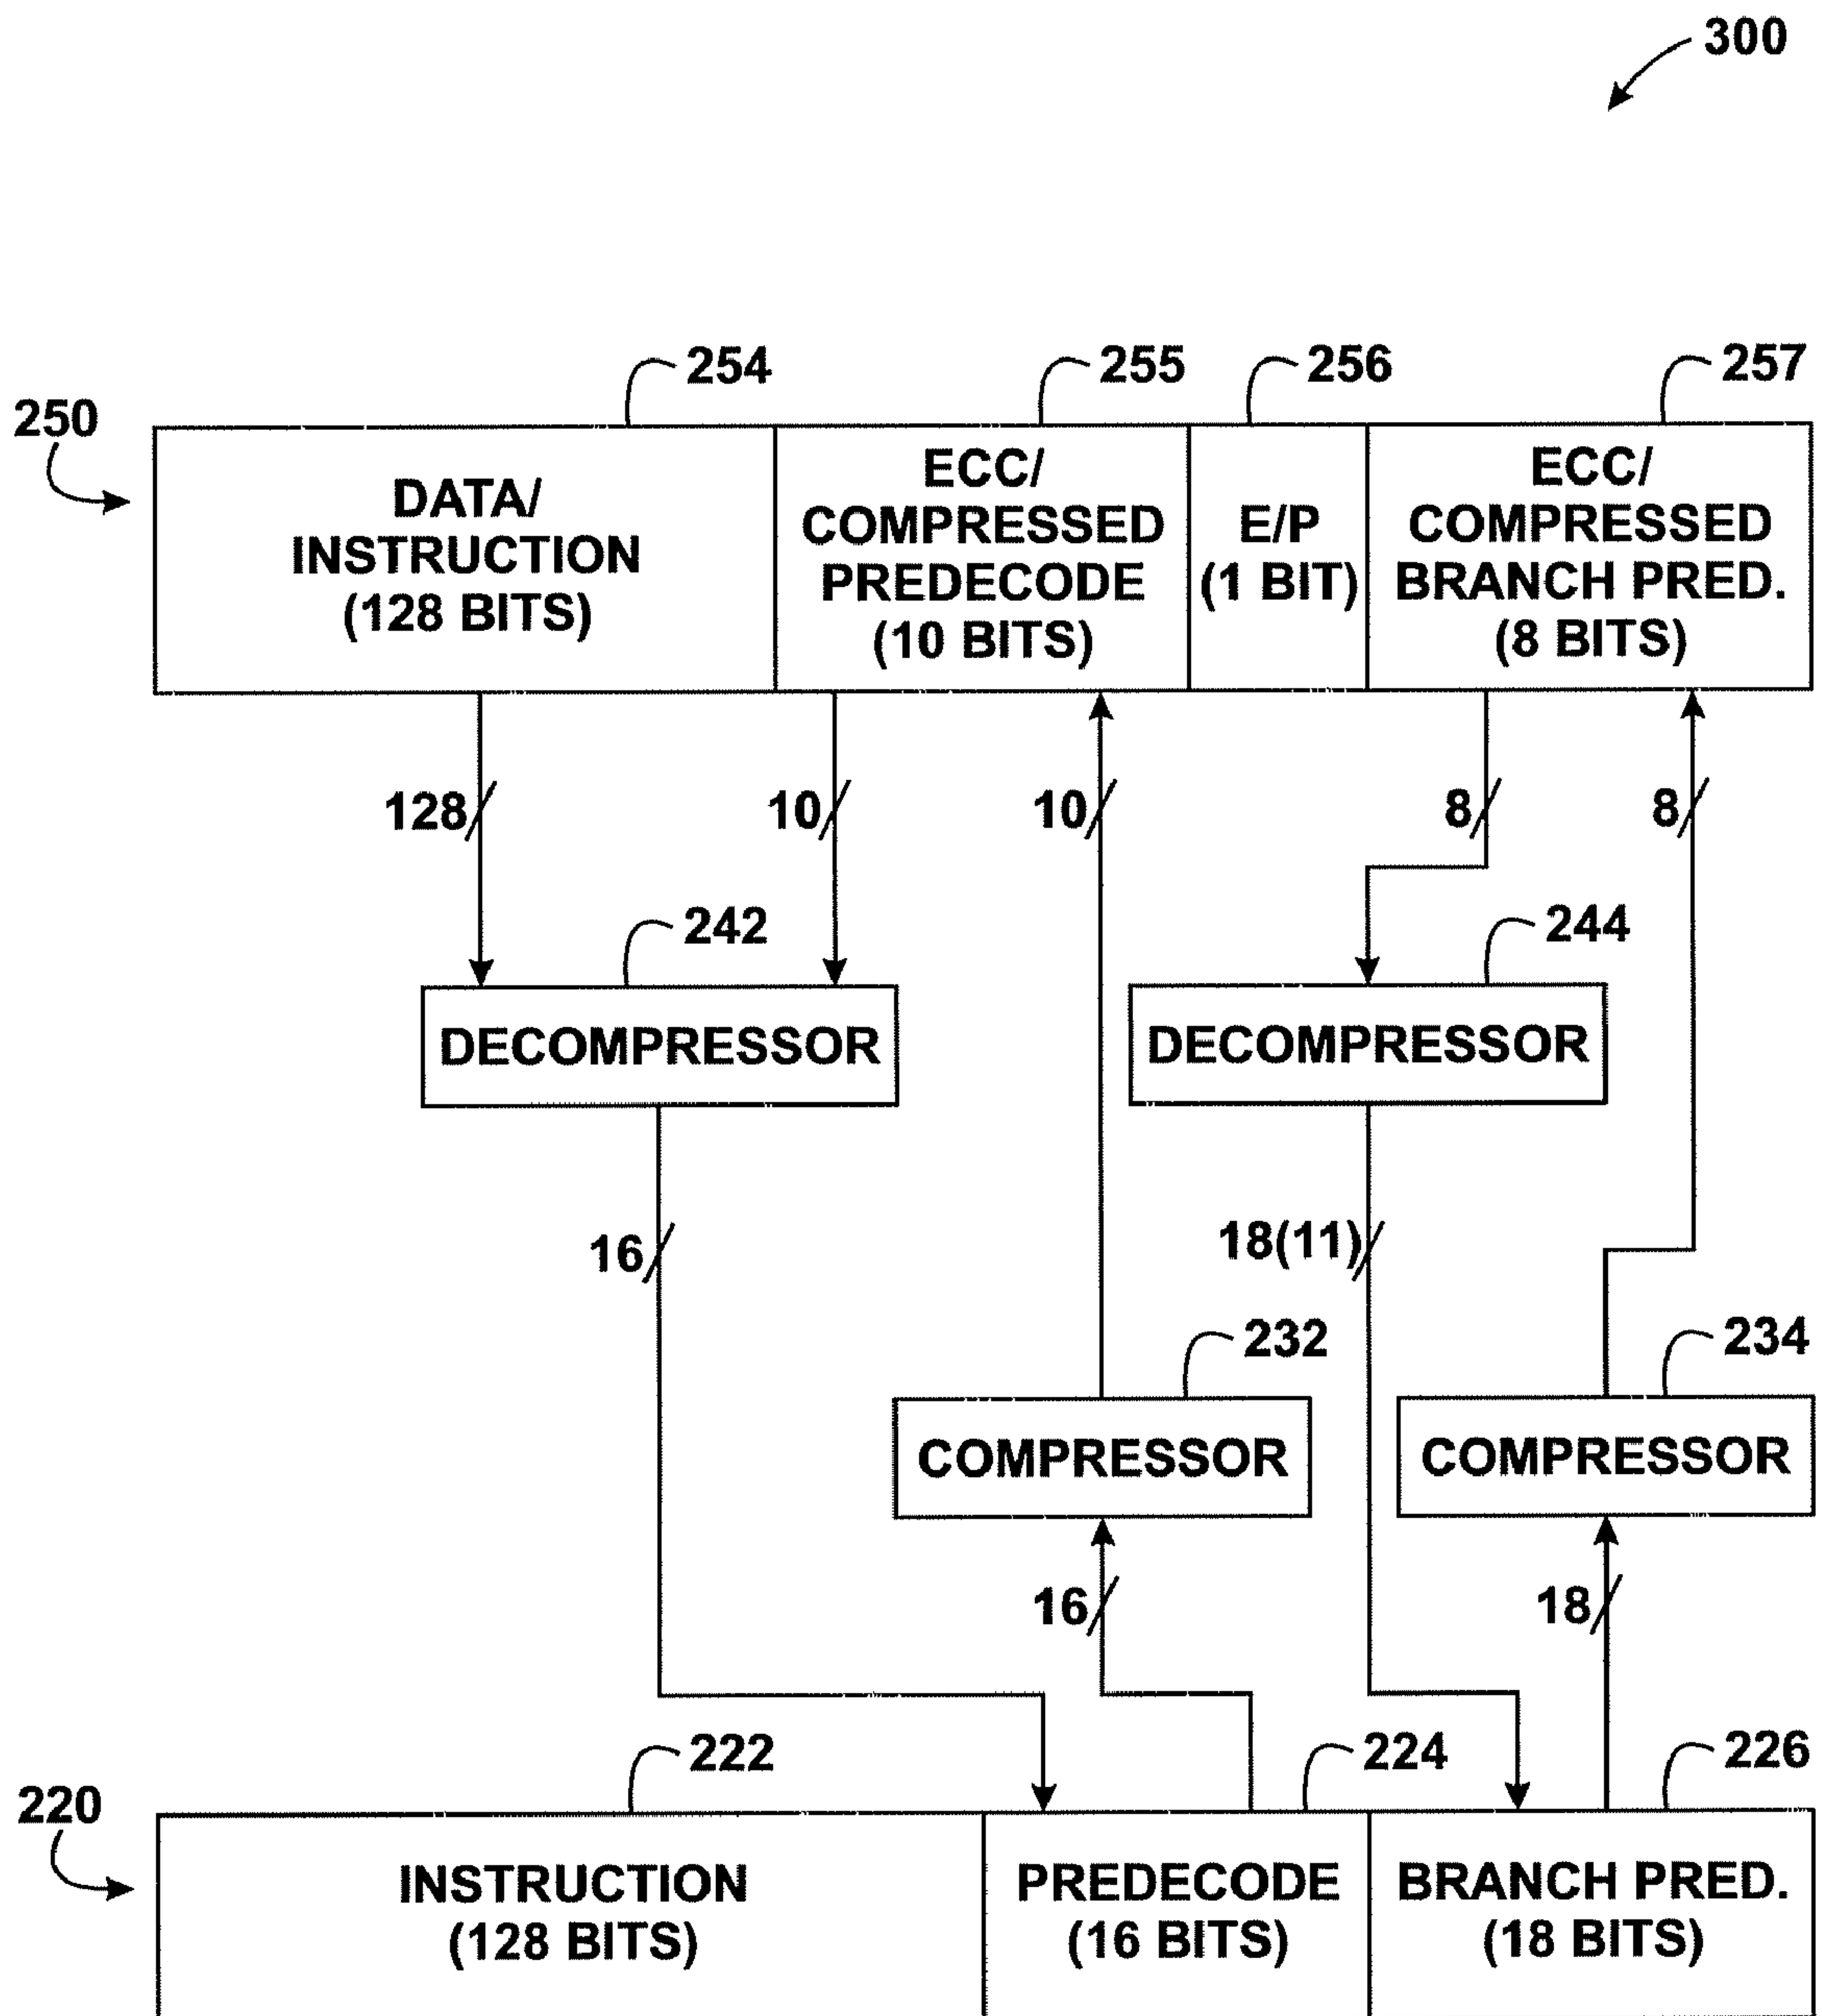 300
254
255
256
257
250
DATA/
INSTRUCTION
(128 BITS)
ECC/
COMPRESSED
PREDECODE
(10 BITS)
E/P
(1 BIT)
ECC/
COMPRESSED
BRANCH PRED.
(8 BITS)
128
10
10
8
8
242
244
DECOMPRESSOR
DECOMPRESSOR
16
18(11)
232
234
COMPRESSOR
COMPRESSOR
16
18
222
224
226
220
INSTRUCTION
(128 BITS)
PREDECODE
(16 BITS)
BRANCH PRED.
(18 BITS)